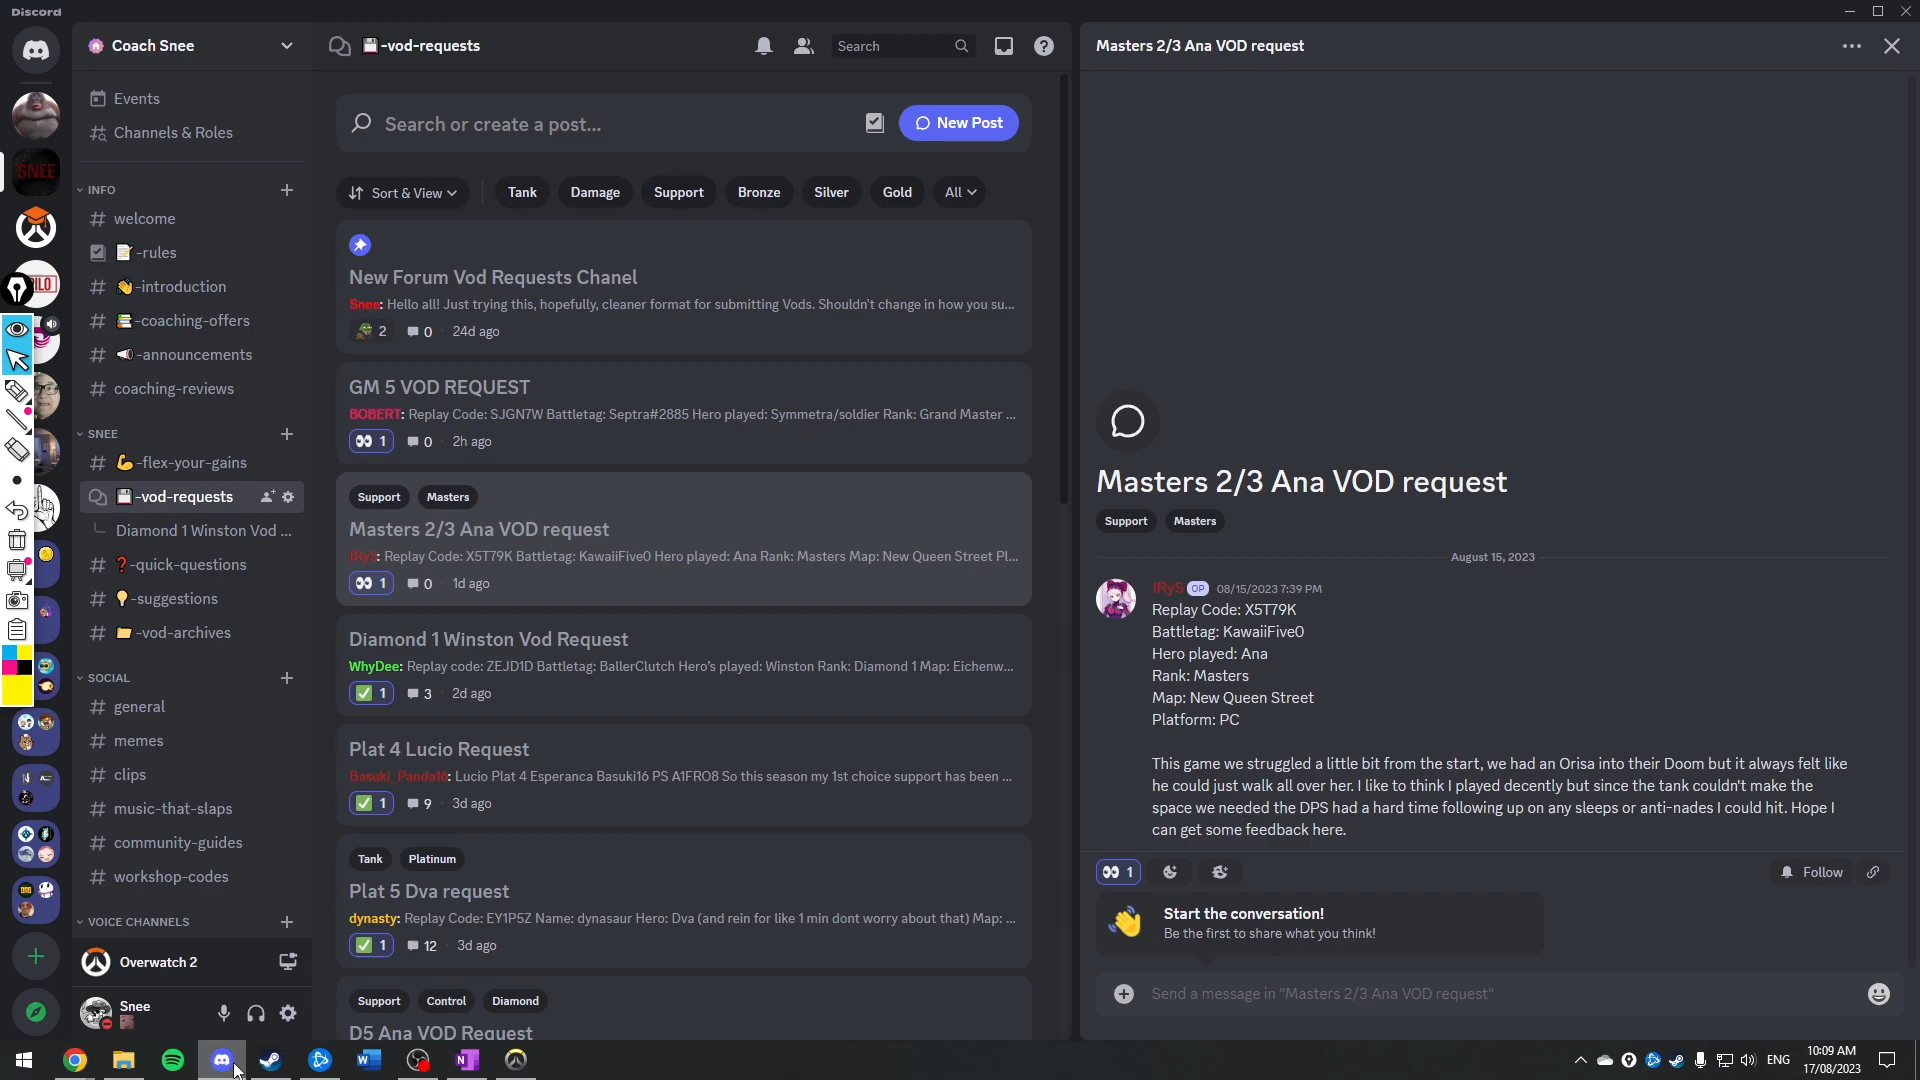 Discord
Coach Snee
Events
Channels & Roles
INFO
welcome
-rules
-introduction
-coaching-offers
-announcements
coaching-reviews
SNEE
-flex-your-gains
-vod-requests
Diamond 1 Winston Vod ...
-quick-questions
-suggestions
-vod-archives
SOCIAL
general
memes
clips
music-that-slaps
community-guides
workshop-codes
VOICE CHANNELS
Overwatch 2
Snee
-vod-requests
Search
Search or create a post...
New Post
Sort & View
Tank
Damage
Support
Bronze
Silver
Gold
All
New Forum Vod Requests Chanel
Snee: Hello all! Just trying this, hopefully, cleaner format for submitting Vods. Shouldn't change in how you su...
2 0 24d ago
GM 5 VOD REQUEST
BOBERT: Replay Code: SJGN7W Battletag: Septra#2885 Hero played: Symmetra/soldier Rank: Grand Master ...
1 0 2h ago
Support Masters
Masters 2/3 Ana VOD request
IRyS: Replay Code: X5T79K Battletag: KawaiiFive0 Hero played: Ana Rank: Masters Map: New Queen Street Pl...
1 0 1d ago
Diamond 1 Winston Vod Request
WhyDee: Replay code: ZEJD1D Battletag: BallerClutch Hero's played: Winston Rank: Diamond 1 Map: Eichenw...
1 3 2d ago
Plat 4 Lucio Request
Basuki_Panda16: Lucio Plat 4 Esperanca Basuki16 PS A1FRO8 So this season my 1st choice support has been ...
1 9 3d ago
Tank Platinum
Plat 5 Dva request
dynasty: Replay Code: EY1P5Z Name: dynasaur Hero: Dva (and rein for like 1 min dont worry about that) Map: ...
1 12 3d ago
Support Control Diamond
D5 Ana VOD Request
Masters 2/3 Ana VOD request
Masters 2/3 Ana VOD request
Support Masters
August 15, 2023
IRyS OP 08/15/2023 7:39 PM
Replay Code: X5T79K
Battletag: KawaiiFive0
Hero played: Ana
Rank: Masters
Map: New Queen Street
Platform: PC
This game we struggled a little bit from the start, we had an Orisa into their Doom but it always felt like
he could just walk all over her. I like to think I played decently but since the tank couldn't make the
space we needed the DPS had a hard time following up on any sleeps or anti-nades I could hit. Hope I
can get some feedback here.
1
Follow
Start the conversation!
Be the first to share what you think!
Send a message in "Masters 2/3 Ana VOD request"
SNEE
ENG
10:09 AM
17/08/2023